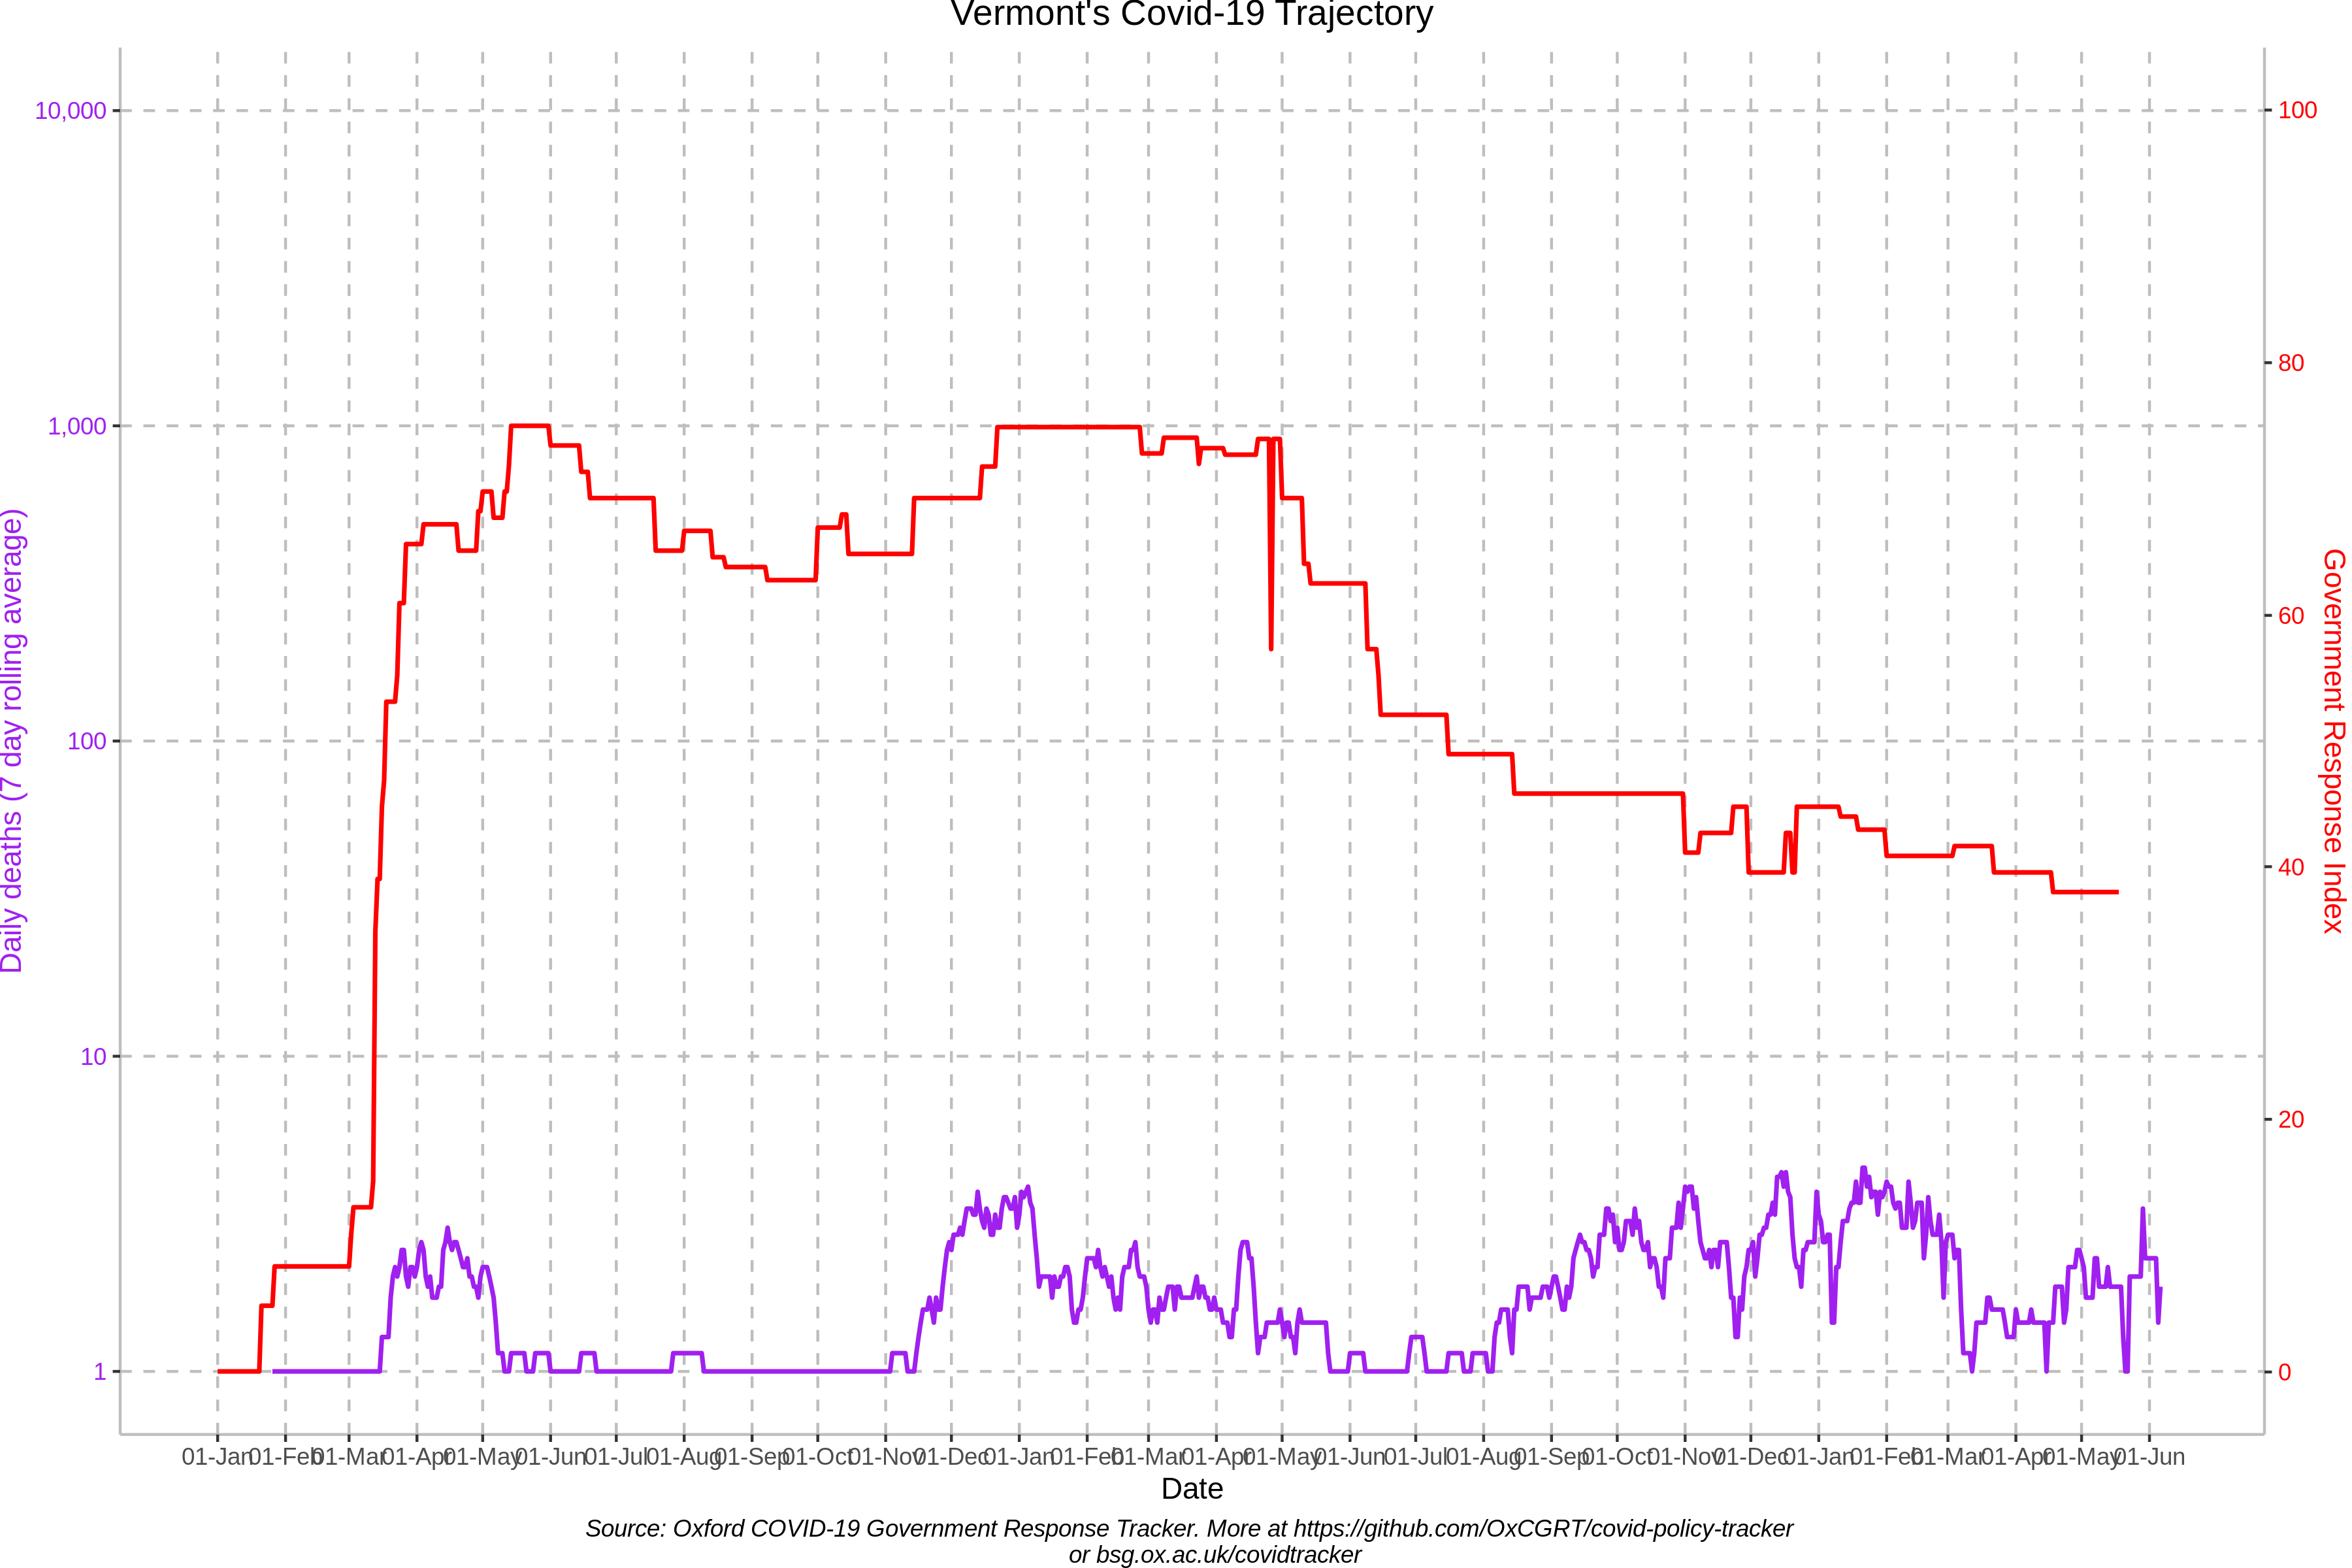 Vermont's Covid-19 Trajectory
10,000
1,000
100
10
1
Daily deaths (7 day rolling average)
100
80
60
40
20
0
Government Response Index
01-Jan 01-Feb 01-Mar 01-Apr 01-May 01-Jun 01-Jul 01-Aug 01-Sep 01-Oct 01-Nov 01-Dec 01-Jan 01-Feb 01-Mar 01-Apr 01-May 01-Jun 01-Jul 01-Aug 01-Sep 01-Oct 01-Nov 01-Dec 01-Jan 01-Feb 01-Mar 01-Apr 01-May 01-Jun
Date
Source: Oxford COVID-19 Government Response Tracker. More at https://github.com/OxCGRT/covid-policy-tracker
or bsg.ox.ac.uk/covidtracker